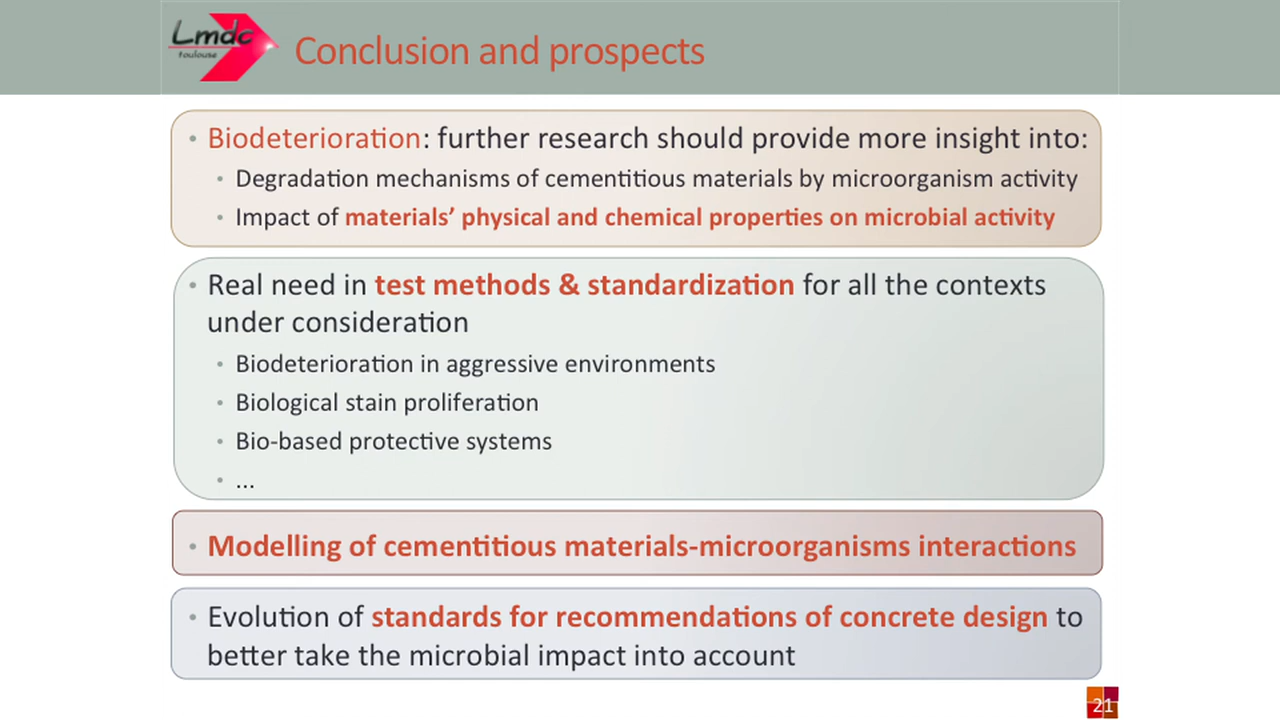 Lmdc
Toulouse
Conclusion and prospects
• Biodeterioration: further research should provide more insight into:
• Degradation mechanisms of cementitious materials by microorganism activity
• Impact of materials’ physical and chemical properties on microbial activity
• Real need in test methods & standardization for all the contexts
under consideration
• Biodeterioration in aggressive environments
• Biological stain proliferation
• Bio-based protective systems
• ...
• Modelling of cementitious materials-microorganisms interactions
• Evolution of standards for recommendations of concrete design to
better take the microbial impact into account
21